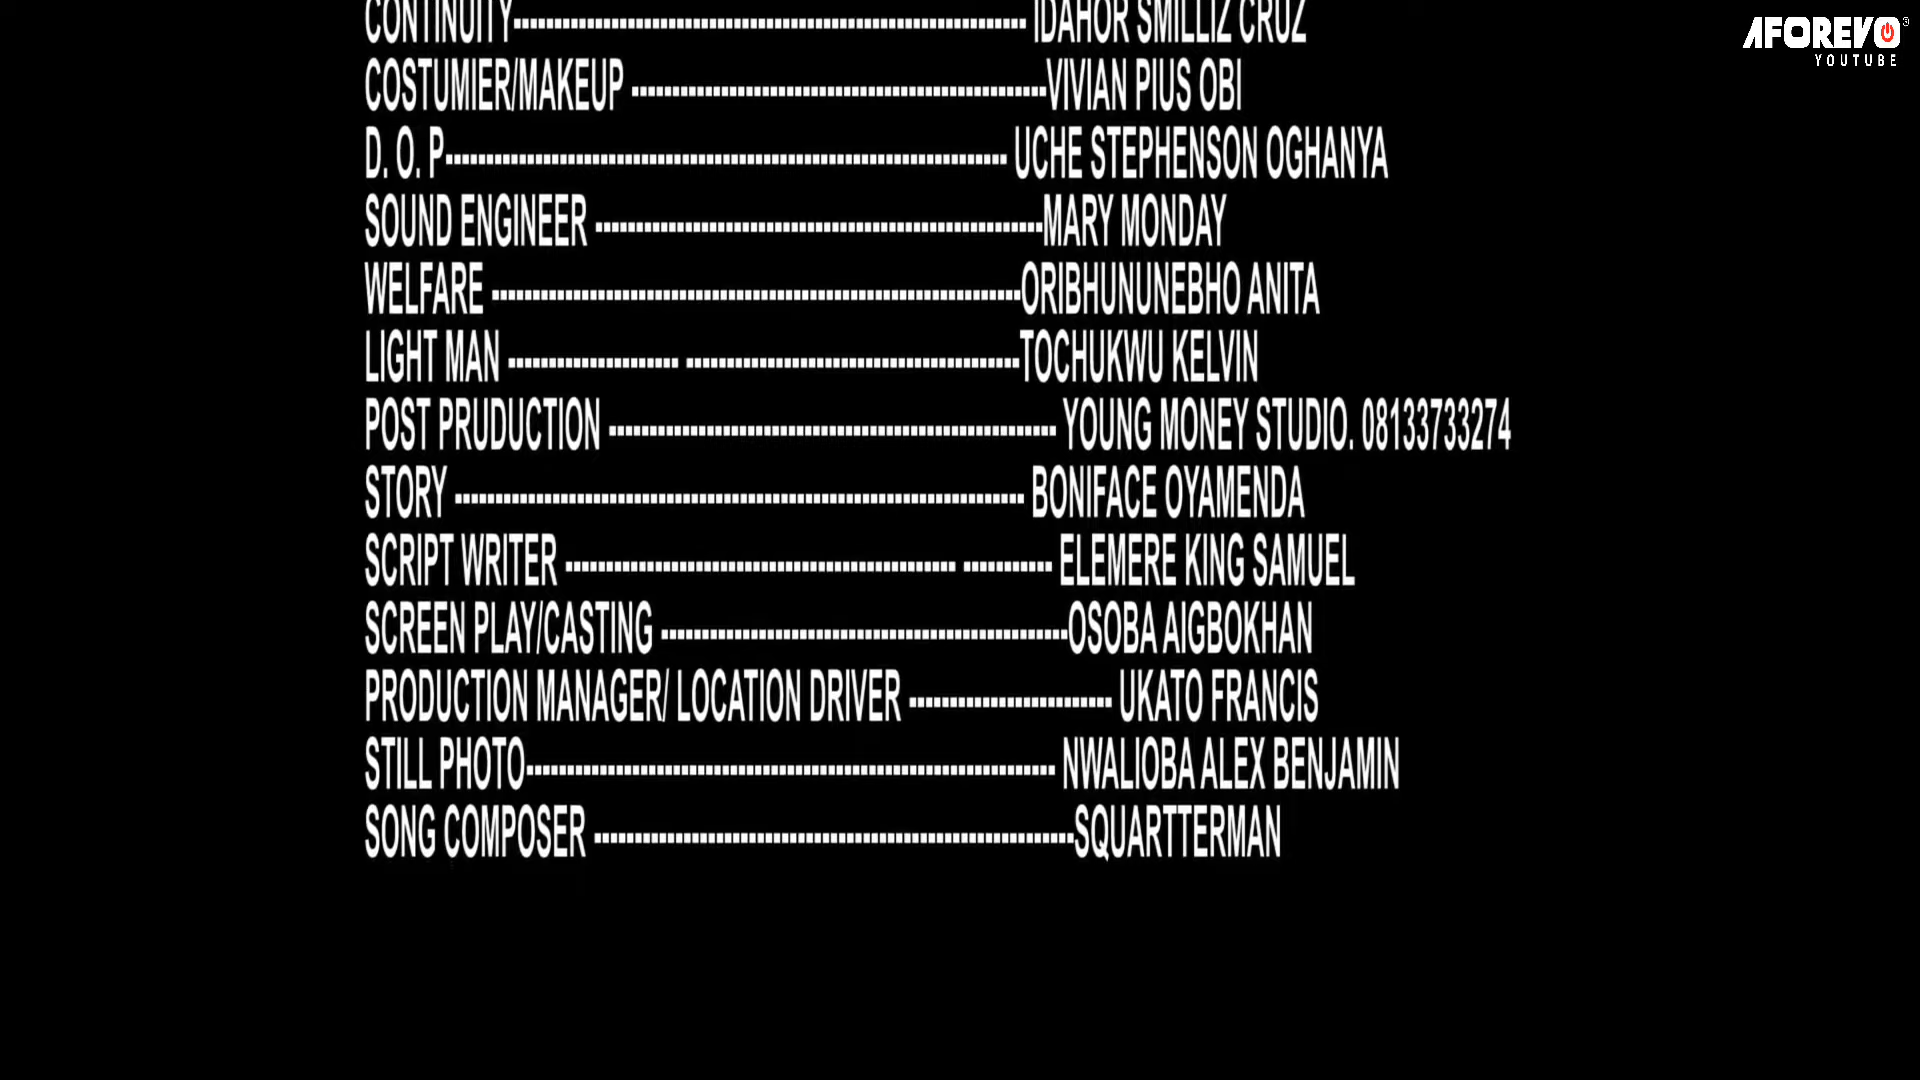 CONTINUITY--------------------------------------------------------------- IDAHOR SMILLIZ CRUZ
COSTUMIER/MAKEUP ---------------------------------------------------VIVIAN PIUS OBI
D. O. P--------------------------------------------------------------------- UCHE STEPHENSON OGHANYA
SOUND ENGINEER -------------------------------------------------------MARY MONDAY
WELFARE -----------------------------------------------------------------ORIBHUNUNEBHO ANITA
LIGHT MAN --------------------- -----------------------------------------TOCHUKWU KELVIN
POST PRUDUCTION ------------------------------------------------------- YOUNG MONEY STUDIO. 08133733274
STORY ---------------------------------------------------------------------- BONIFACE OYAMENDA
SCRIPT WRITER ------------------------------------------------ ----------- ELEMERE KING SAMUEL
SCREEN PLAY/CASTING --------------------------------------------------OSOBA AIGBOKHAN
PRODUCTION MANAGER/ LOCATION DRIVER ------------------------- UKATO FRANCIS
STILL PHOTO----------------------------------------------------------------- NWALIOBA ALEX BENJAMIN
SONG COMPOSER -----------------------------------------------------------SQUARTTERMAN
AFOREVO
YOUTUBE